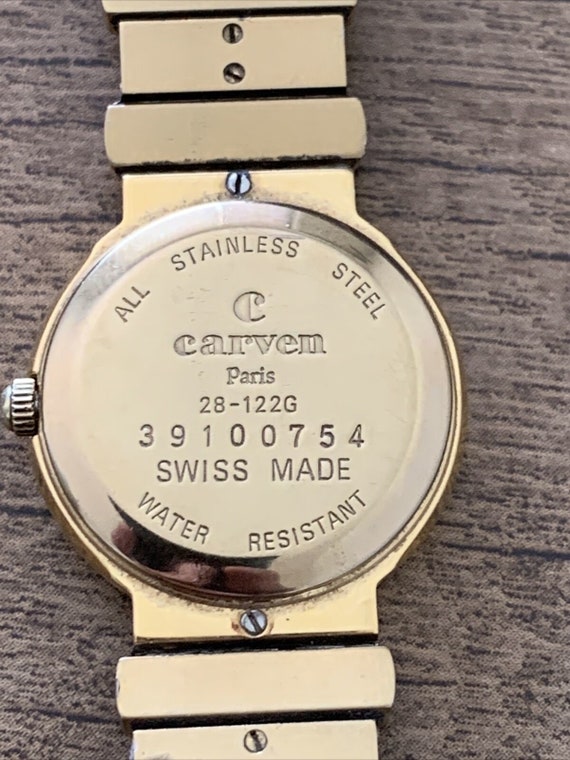 ALL STAINLESS STEEL
C
carven
Paris
28-122G
39100754
SWISS MADE
WATER RESISTANT